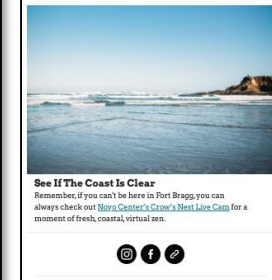 See If The Coast Is Clear
Remember, if you can't be here in Fort Bragg, you can
always check out Noyo Center's Crow's Nest Live Cam for a
moment of fresh, coastal, virtual zen.